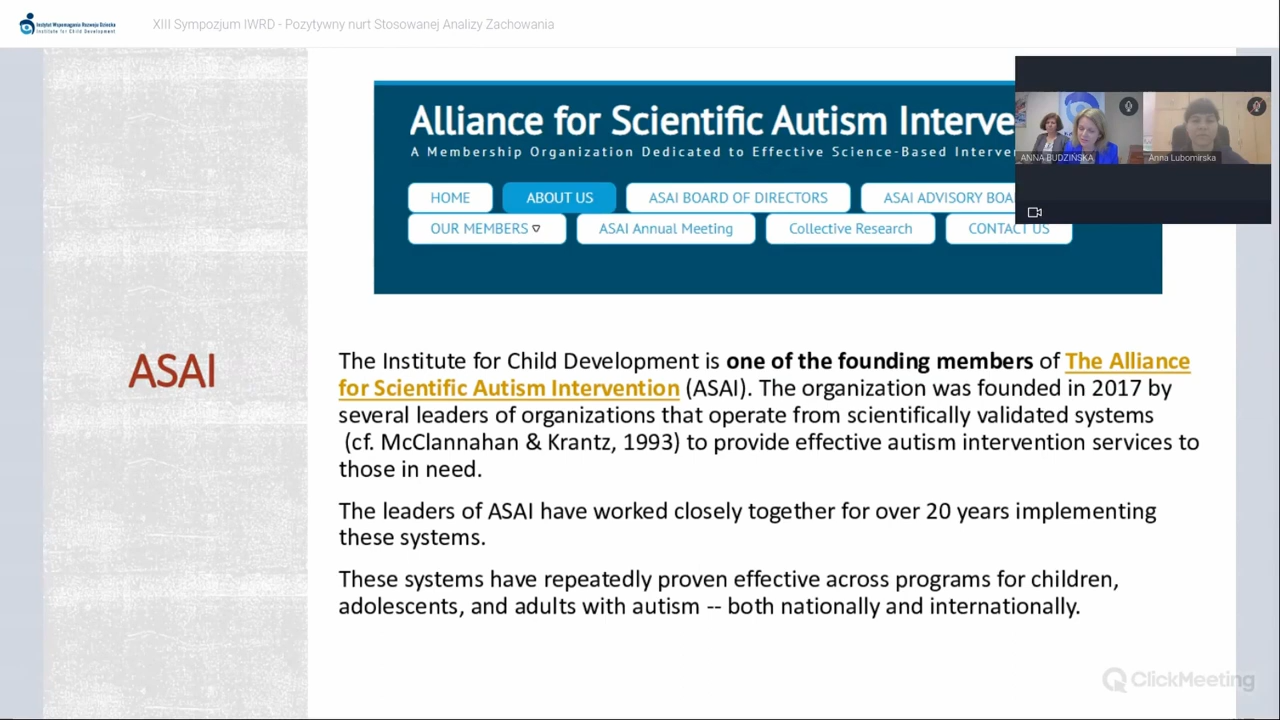 Instytut Wspomagania Rozwoju Dziecka
Institute for Child Development
XIII Sympozjum IWRD - Pozytywny nurt Stosowanej Analizy Zachowania
Alliance for Scientific Autism Interve
A Membership Organization Dedicated to Effective Science-Based Interver
HOME
ABOUT US
ASAI BOARD OF DIRECTORS
ASAI ADVISORY BOA
OUR MEMBERS
ASAI Annual Meeting
Collective Research
CONTACT US
ANNA BUDZIŃSKA
Anna Lubomirska
ASAI
The Institute for Child Development is one of the founding members of The Alliance
for Scientific Autism Intervention (ASAI). The organization was founded in 2017 by
several leaders of organizations that operate from scientifically validated systems
(cf. McClannahan & Krantz, 1993) to provide effective autism intervention services to
those in need.
The leaders of ASAI have worked closely together for over 20 years implementing
these systems.
These systems have repeatedly proven effective across programs for children,
adolescents, and adults with autism -- both nationally and internationally.
ClickMeeting